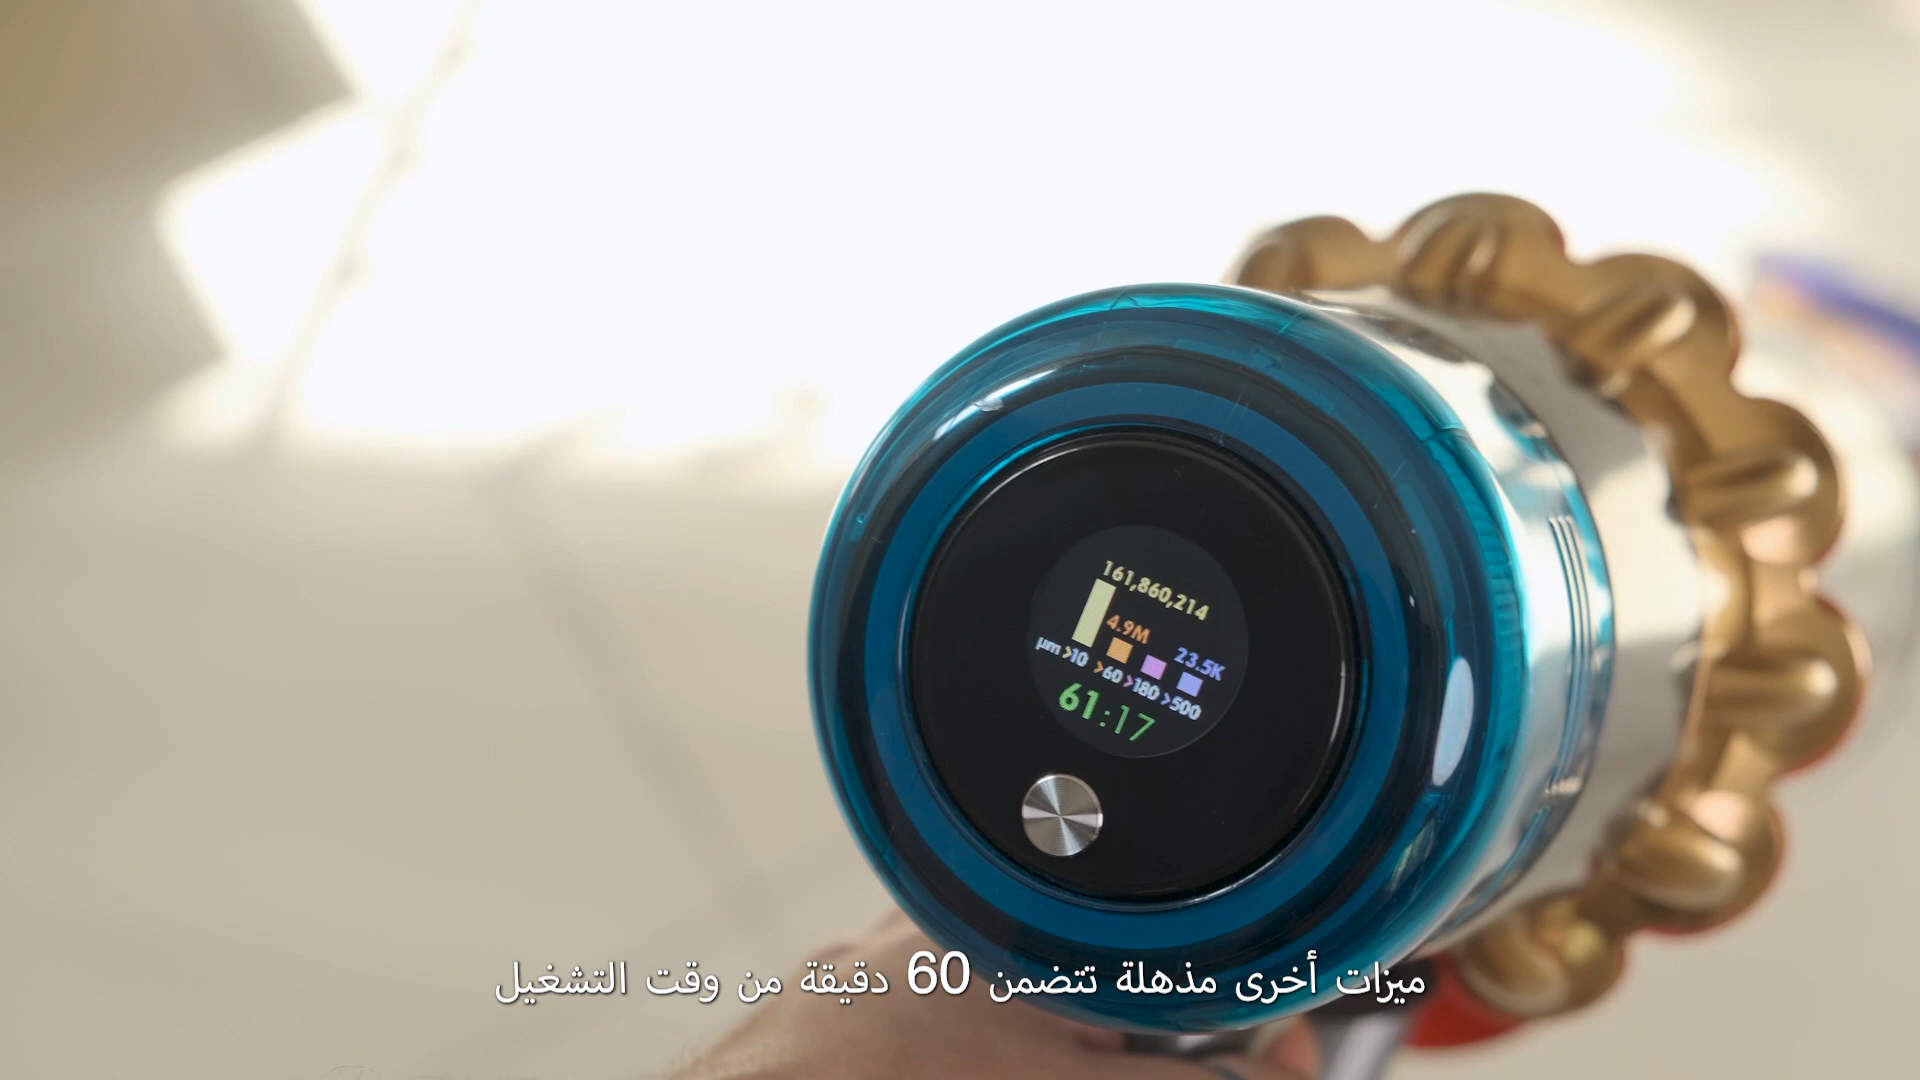 161,860,214
4.9M
23.5K
µm >10 >60 >180 >500
61:17
ميزات أخرى مذهلة تتضمن 60 دقيقة من وقت التشغيل